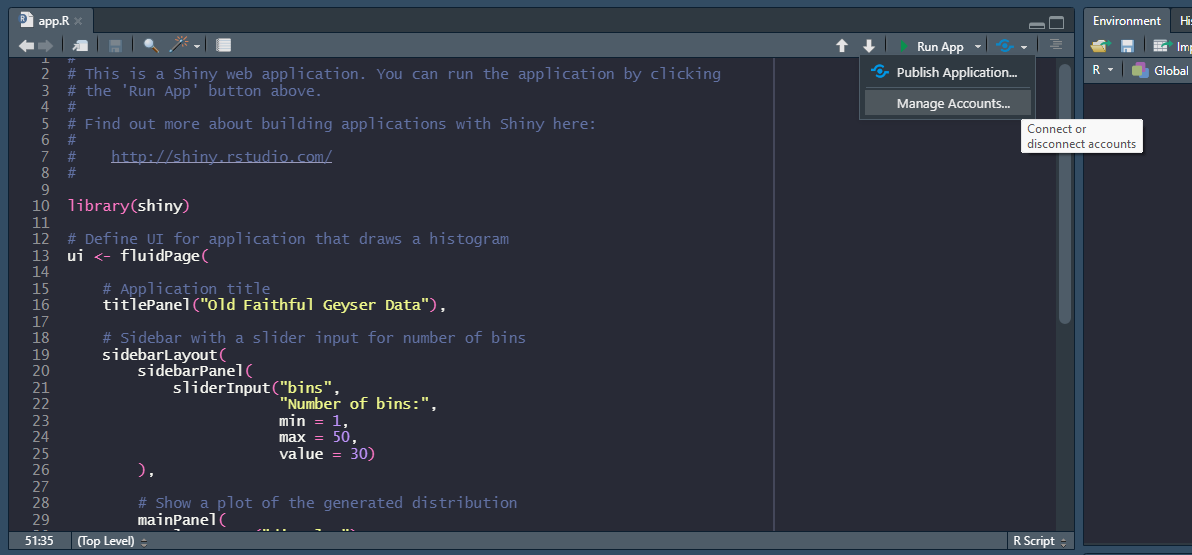 app.R
Environment His
Run App
Imp
R Global
Publish Application...
Manage Accounts...
Connect or
disconnect accounts
1 #
2 # This is a Shiny web application. You can run the application by clicking
3 # the 'Run App' button above.
4 #
5 # Find out more about building applications with Shiny here:
6 #
7 #    http://shiny.rstudio.com/
8 #
9
10 library(shiny)
11
12 # Define UI for application that draws a histogram
13 ui <- fluidPage(
14
15     # Application title
16     titlePanel("Old Faithful Geyser Data"),
17
18     # Sidebar with a slider input for number of bins
19     sidebarLayout(
20         sidebarPanel(
21             sliderInput("bins",
22                         "Number of bins:",
23                         min = 1,
24                         max = 50,
25                         value = 30)
26         ),
27
28         # Show a plot of the generated distribution
29         mainPanel(
51:35 (Top Level) R Script